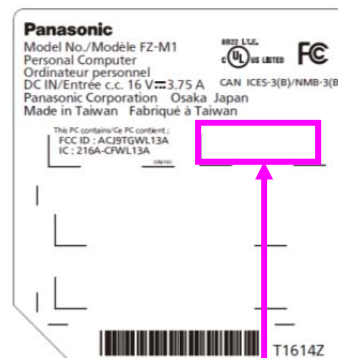 Panasonic
Model No./Modèle FZ-M1
Personal Computer
Ordinateur personnel
DC IN/Entrée c.c. 16 V⎓3.75 A
Panasonic Corporation Osaka Japan
Made in Taiwan Fabriqué à Taiwan
UL
C US LISTED
FC
CAN ICES-3(B)/NMB-3(B
This PC contains/Ce PC contient ;
FCC ID : ACJ9TGWL13A
IC : 216A-CFWL13A
T1614Z